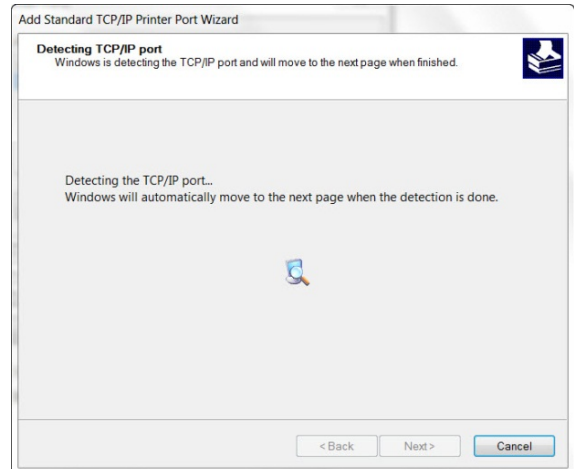 Add Standard TCP/IP Printer Port Wizard
Detecting TCP/IP port
Windows is detecting the TCP/IP port and will move to the next page when finished.
Detecting the TCP/IP port...
Windows will automatically move to the next page when the detection is done.
< Back Next > Cancel